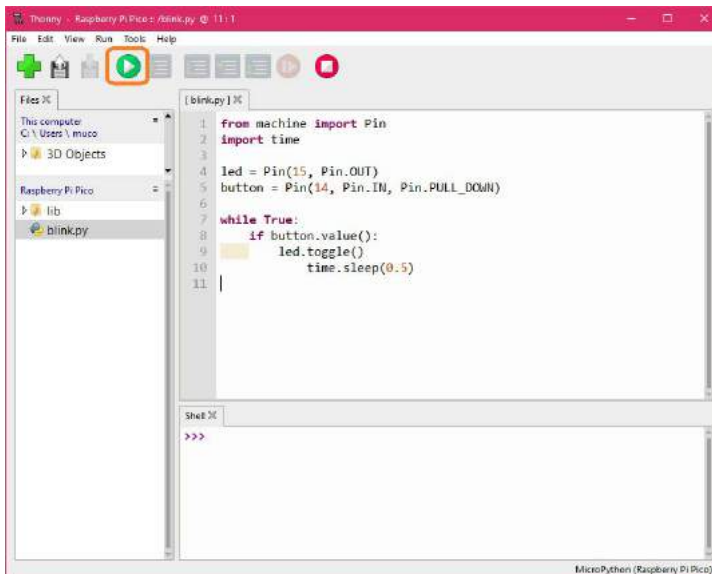 Thonny - Raspberry Pi Pico :: /blink.py @ 11 : 1
File Edit View Run Tools Help
Files
This computer
C: \ Users \ muco
3D Objects
Raspberry Pi Pico
lib
blink.py
[ blink.py ]
1 from machine import Pin
2 import time
3
4 led = Pin(15, Pin.OUT)
5 button = Pin(14, Pin.IN, Pin.PULL_DOWN)
6
7 while True:
8     if button.value():
9         led.toggle()
10             time.sleep(0.5)
11
Shell
>>>
MicroPython (Raspberry Pi Pico)